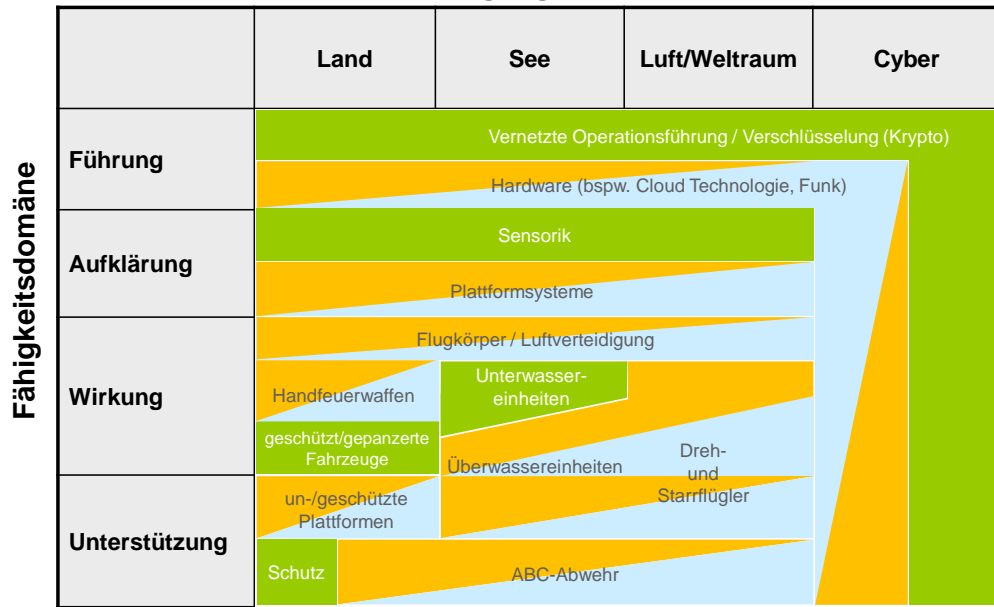 Land
See
Luft/Weltraum
Cyber
Fähigkeitsdomäne
Führung
Vernetzte Operationsführung / Verschlüsselung (Krypto)
Hardware (bspw. Cloud Technologie, Funk)
Aufklärung
Sensorik
Plattformsysteme
Wirkung
Flugkörper / Luftverteidigung
Handfeuerwaffen
Unterwasser-
einheiten
geschützt/gepanzerte
Fahrzeuge
Überwassereinheiten
Dreh-
und
Starrflügler
Unterstützung
un-/geschützte
Plattformen
Schutz
ABC-Abwehr